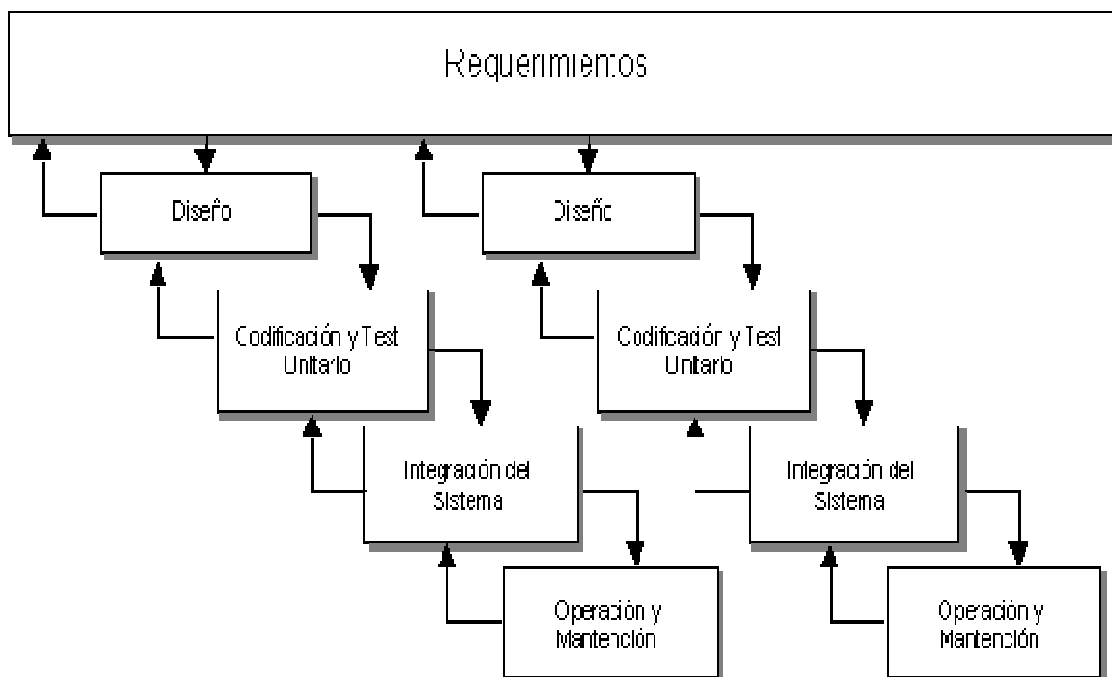 Requerimientos
Diseño
Diseño
Codificación y Test
Unitario
Codificación y Test
Unitario
Integración del
Sistema
Integración del
Sistema
Operación y
Mantención
Operación y
Mantención